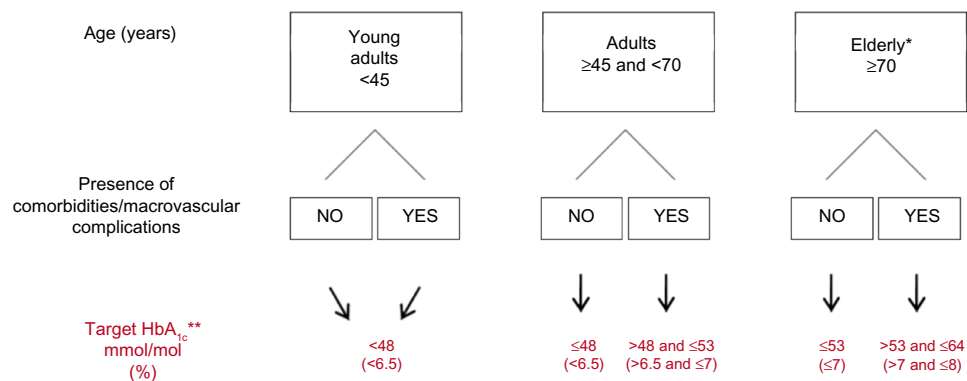 Age (years)
Young
adults
<45
Adults
≥45 and <70
Elderly*
≥70
Presence of
comorbidities/macrovascular
complications
NO
YES
NO
YES
NO
YES
Target HbA1c**
mmol/mol
(%)
<48
(<6.5)
≤48
(<6.5)
>48 and ≤53
(>6.5 and ≤7)
≤53
(≤7)
>53 and ≤64
(>7 and ≤8)